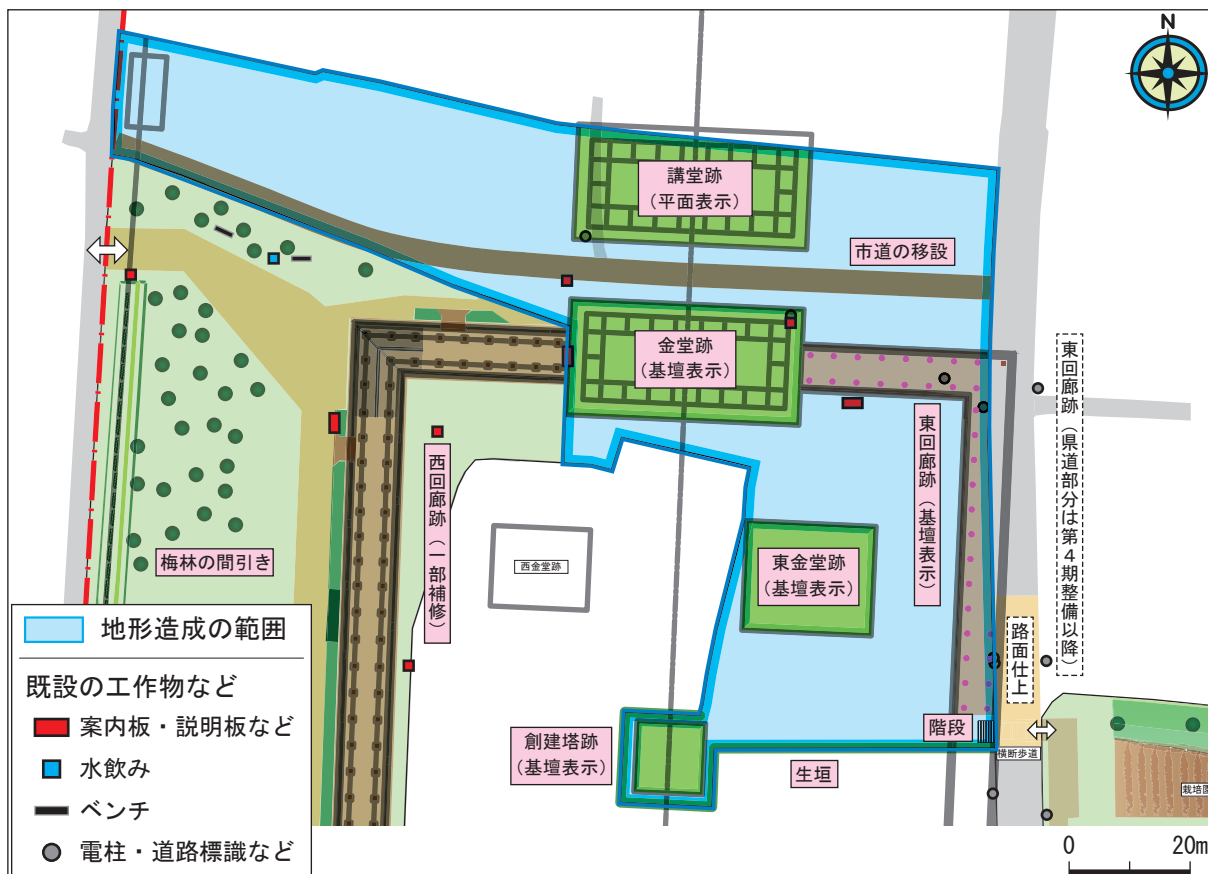 N
講堂跡
(平面表示)
市道の移設
金堂跡
(基壇表示)
東回廊跡(県道部分は第4期整備以降)
東回廊跡(基壇表示)
西回廊跡(一部補修)
梅林の間引き
西金堂跡
東金堂跡
(基壇表示)
路面仕上
創建塔跡
(基壇表示)
階段
横断歩道
生垣
地形造成の範囲
既設の工作物など
案内板・説明板など
水飲み
ベンチ
電柱・道路標識など
0 20m